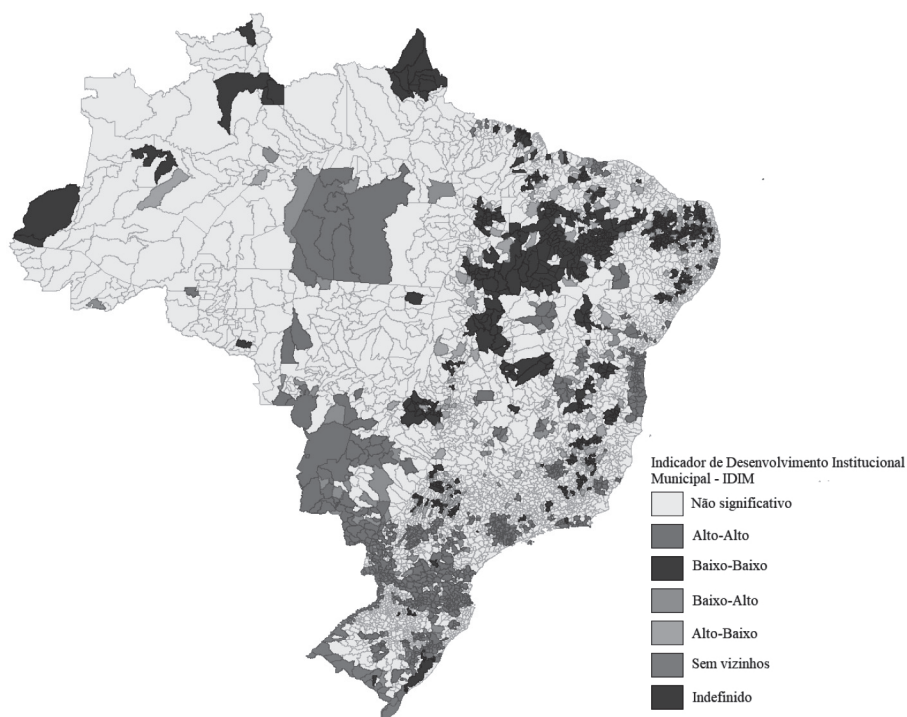 Indicador de Desenvolvimento Institucional
Municipal - IDIM
Não significativo
Alto-Alto
Baixo-Baixo
Baixo-Alto
Alto-Baixo
Sem vizinhos
Indefinido